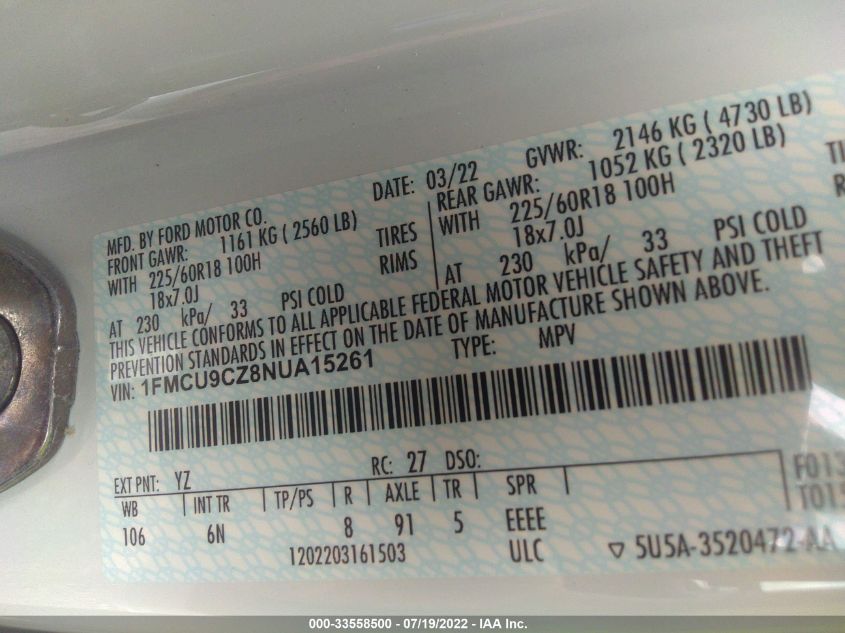 MFD. BY FORD MOTOR CO. DATE: 03/22 GVWR: 2146 KG ( 4730 LB)
FRONT GAWR: 1161 KG ( 2560 LB) REAR GAWR: 1052 KG ( 2320 LB)
WITH 225/60R18 100H TIRES WITH 225/60R18 100H
18x7.0J RIMS 18x7.0J
AT 230 kPa/ 33 PSI COLD AT 230 kPa/ 33 PSI COLD
THIS VEHICLE CONFORMS TO ALL APPLICABLE FEDERAL MOTOR VEHICLE SAFETY AND THEFT
PREVENTION STANDARDS IN EFFECT ON THE DATE OF MANUFACTURE SHOWN ABOVE.
VIN: 1FMCU9CZ8NUA15261 TYPE: MPV
EXT PNT: YZ RC: 27 DSO:
WB INT TR TP/PS R AXLE TR SPR
106 6N 8 91 5 EEEE
1202203161503 ULC ▽ 5U5A-3520472-AA
000-33558500 - 07/19/2022 - IAA Inc.